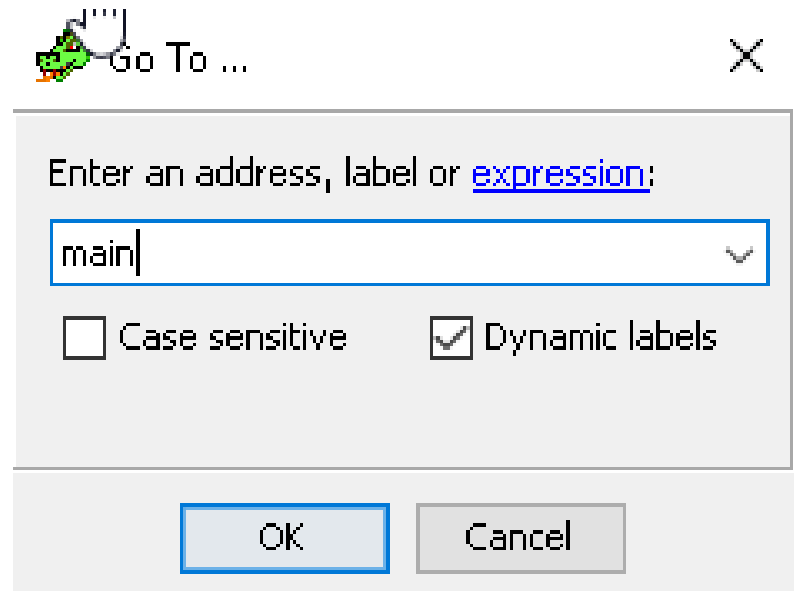 Go To ...
Enter an address, label or expression:
main
Case sensitive
Dynamic labels
OK
Cancel